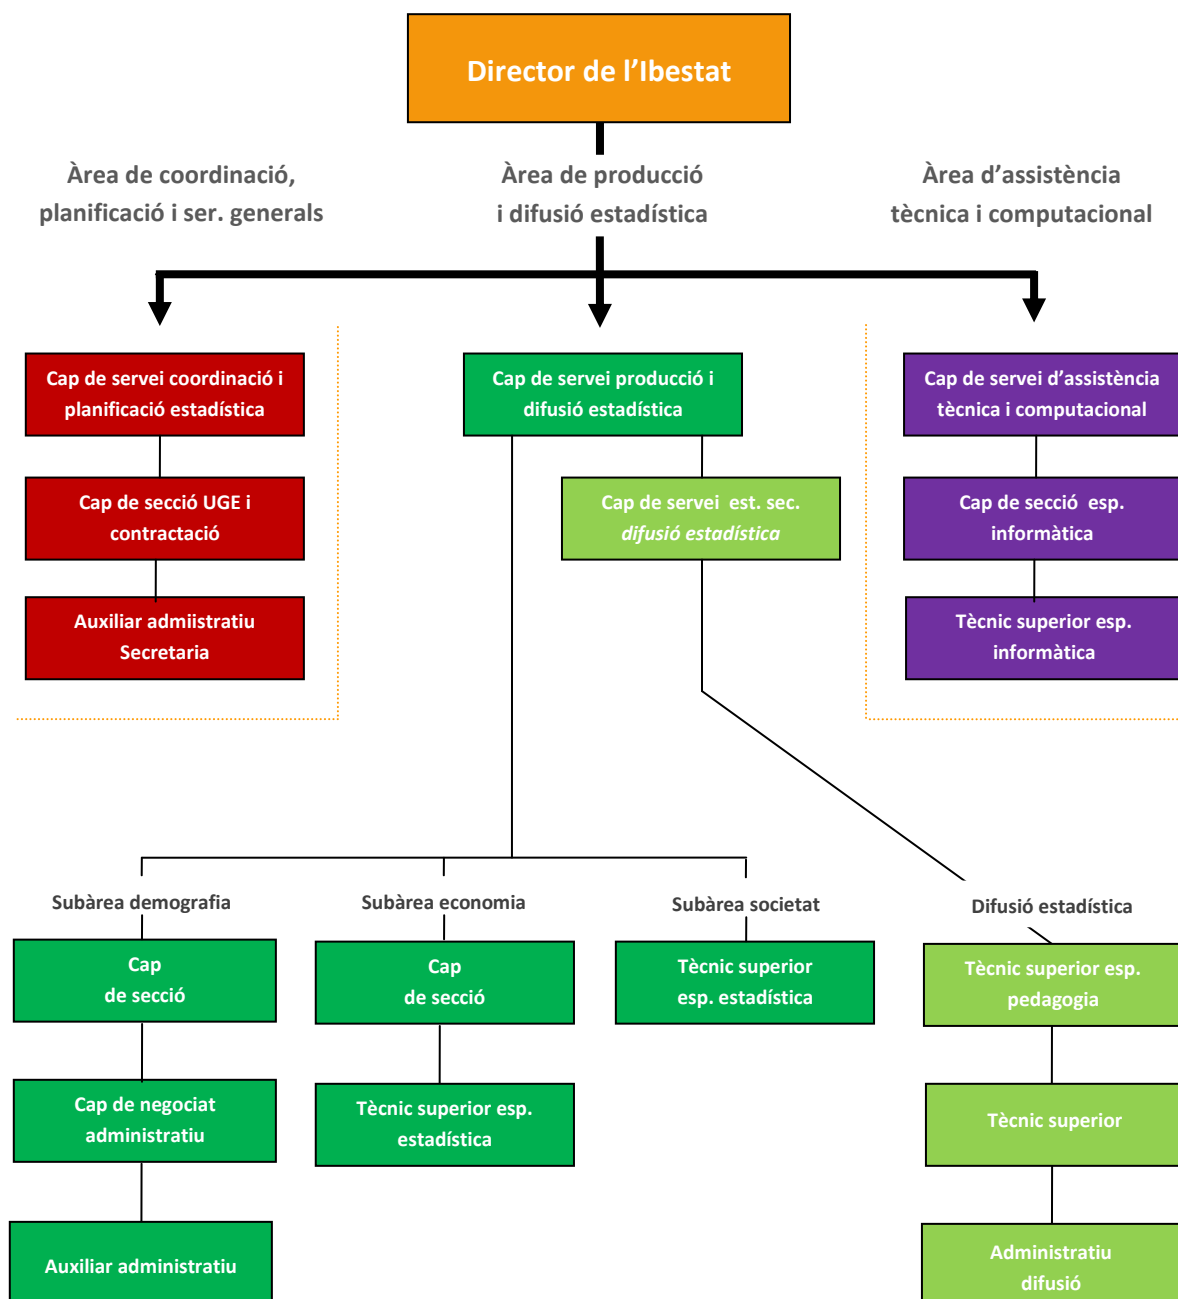 Director de l’Ibestat
Àrea de coordinació,
planificació i ser. generals
Àrea de producció
i difusió estadística
Àrea d’assistència
tècnica i computacional
Cap de servei coordinació i
planificació estadística
Cap de servei producció i
difusió estadística
Cap de servei d’assistència
tècnica i computacional
Cap de secció UGE i
contractació
Cap de servei est. sec.
difusió estadística
Cap de secció esp.
informàtica
Auxiliar admiistratiu
Secretaria
Tècnic superior esp.
informàtica
Subàrea demografia
Subàrea economia
Subàrea societat
Difusió estadística
Cap
de secció
Cap
de secció
Tècnic superior
esp. estadística
Tècnic superior esp.
pedagogia
Cap de negociat
administratiu
Tècnic superior esp.
estadística
Tècnic superior
Auxiliar administratiu
Administratiu
difusió